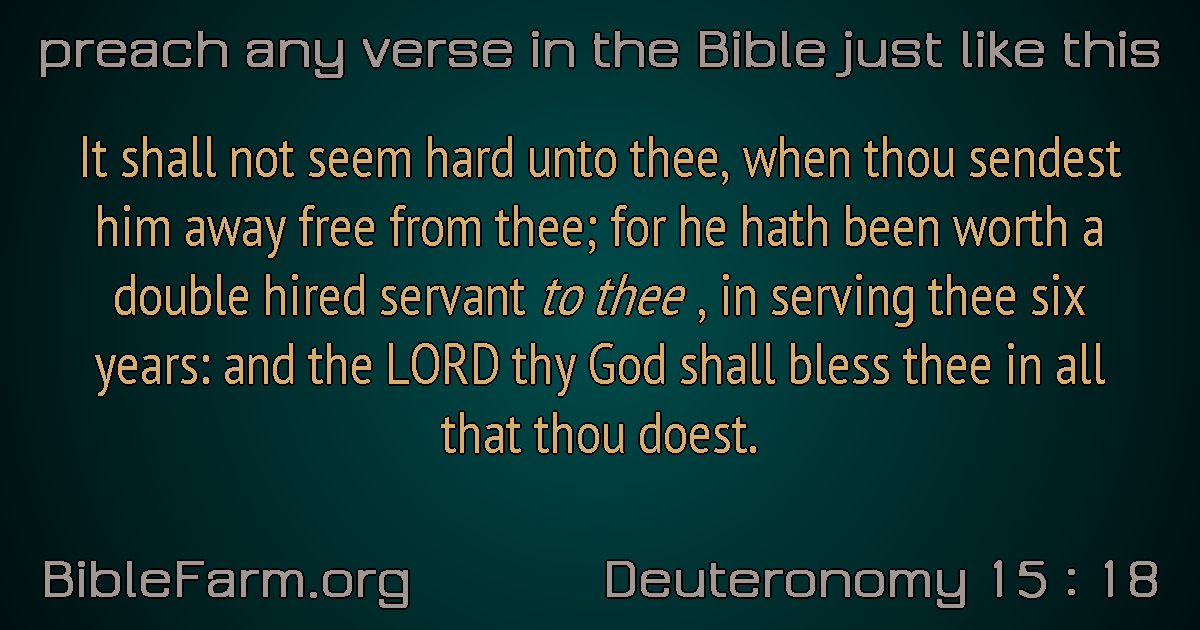 preach any verse in the Bible just like this
It shall not seem hard unto thee, when thou sendest
him away free from thee; for he hath been worth a
double hired servant to thee , in serving thee six
years: and the LORD thy God shall bless thee in all
that thou doest.
BibleFarm.org
Deuteronomy 15 : 18